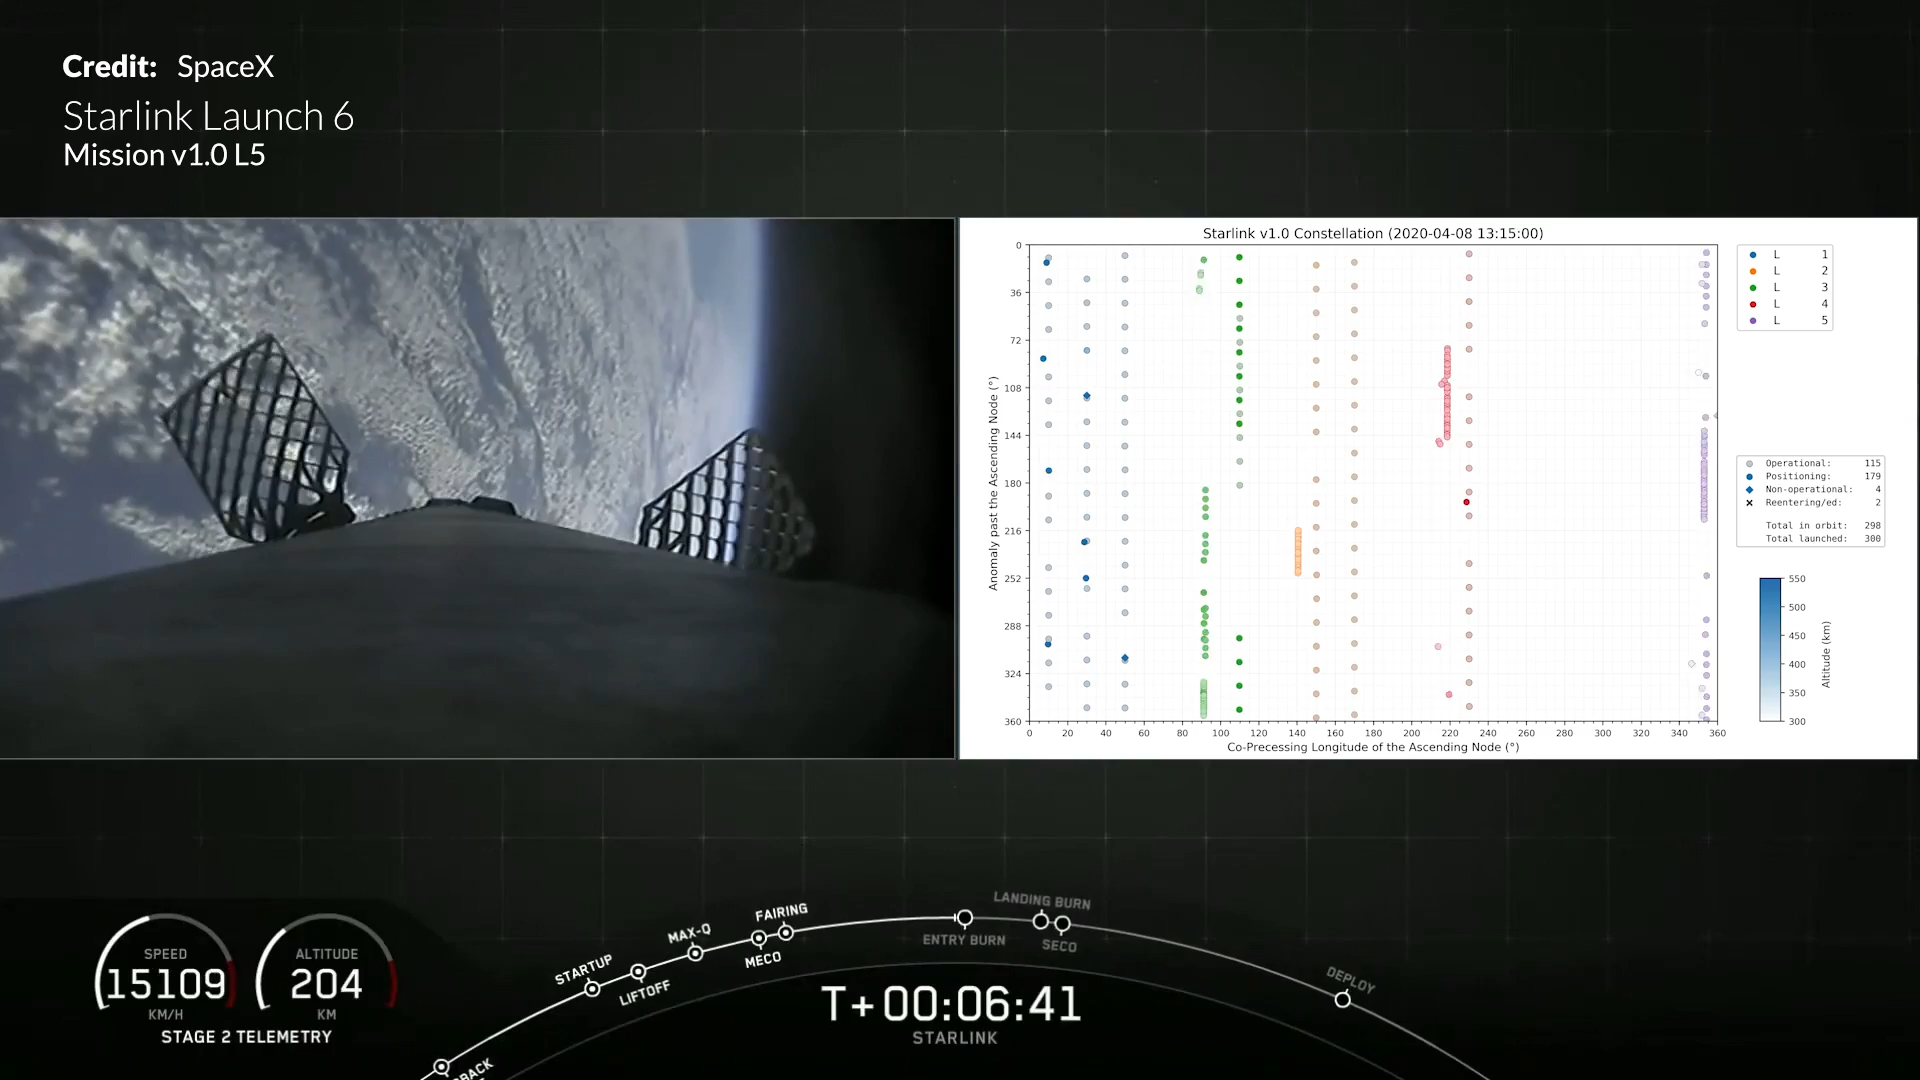 Credit: SpaceX
Starlink Launch 6
Mission v1.0 L5
Starlink v1.0 Constellation (2020-04-08 13:15:00)
Anomaly past the Ascending Node (°)
0
36
72
108
144
180
216
252
288
324
360
0 20 40 60 80 100 120 140 160 180 200 220 240 260 280 300 320 340 360
Co-Precessing Longitude of the Ascending Node (°)
L 1
L 2
L 3
L 4
L 5
Operational: 115
Positioning: 179
Non-operational: 4
Reentering/ed: 2
Total in orbit: 298
Total launched: 300
550
500
450
400
350
300
Altitude (km)
SPEED
15109
KM/H
ALTITUDE
204
KM
STAGE 2 TELEMETRY
STARTUP
LIFTOFF
MAX-Q
MECO
FAIRING
ENTRY BURN
LANDING BURN
SECO
DEPLOY
T+00:06:41
STARLINK